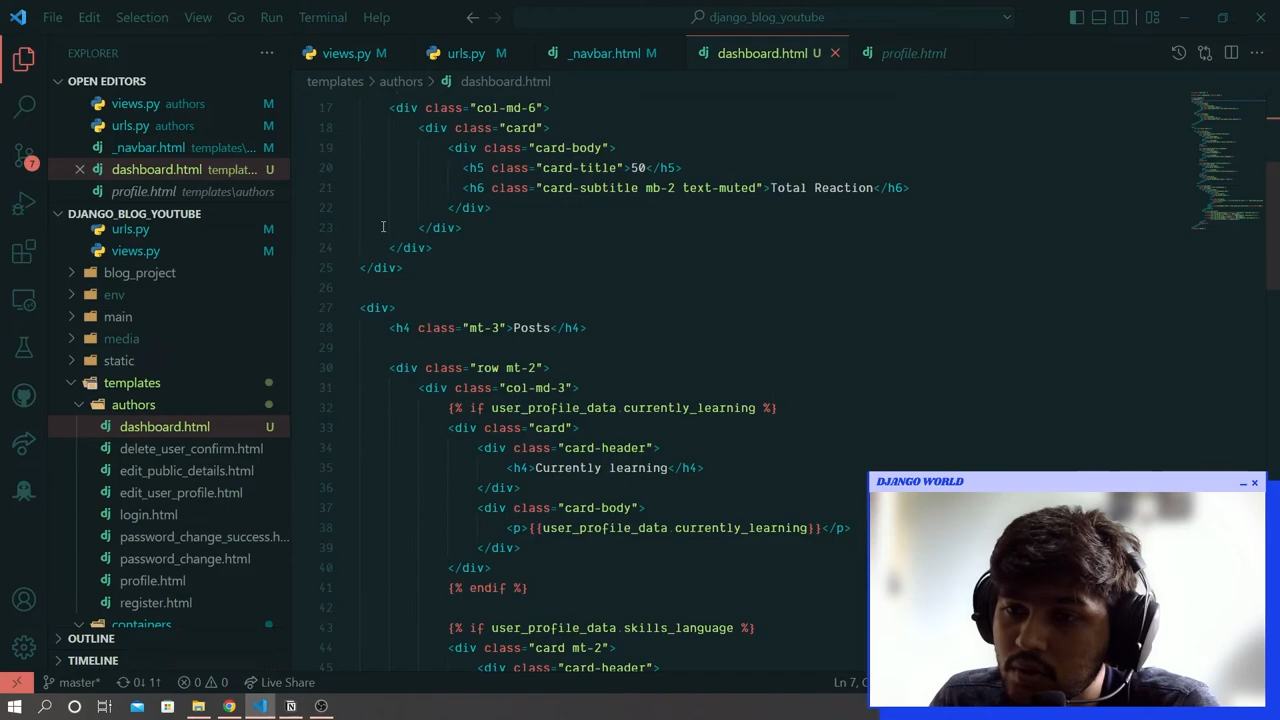 File Edit Selection View Go Run Terminal Help
django_blog_youtube
EXPLORER
views.py M
urls.py M
_navbar.html M
dashboard.html U
profile.html
OPEN EDITORS
templates > authors > dashboard.html
views.py authors M
urls.py authors M
_navbar.html templates\... M
dashboard.html templat... U
profile.html templates\authors
DJANGO_BLOG_YOUTUBE
urls.py
views.py
blog_project
env
main
media
static
templates
authors
dashboard.html U
delete_user_confirm.html
edit_public_details.html
edit_user_profile.html
login.html
password_change_success.h...
password_change.html
profile.html
register.html
containers
OUTLINE
TIMELINE
17 <div class="col-md-6">
18 <div class="card">
19 <div class="card-body">
20 <h5 class="card-title">50</h5>
21 <h6 class="card-subtitle mb-2 text-muted">Total Reaction</h6>
22 </div>
23 </div>
24 </div>
25 </div>
26
27 <div>
28 <h4 class="mt-3">Posts</h4>
29
30 <div class="row mt-2">
31 <div class="col-md-3">
32 {% if user_profile_data.currently_learning %}
33 <div class="card">
34 <div class="card-header">
35 <h4>Currently learning</h4>
36 </div>
37 <div class="card-body">
38 <p>{{user_profile_data.currently_learning}}</p>
39 </div>
40 </div>
41 {% endif %}
42
43 {% if user_profile_data.skills_language %}
44 <div class="card mt-2">
45 <div class="card-header">
DJANGO WORLD
7
master* 0↓ 1↑ 0 0 Live Share
Ln 7,